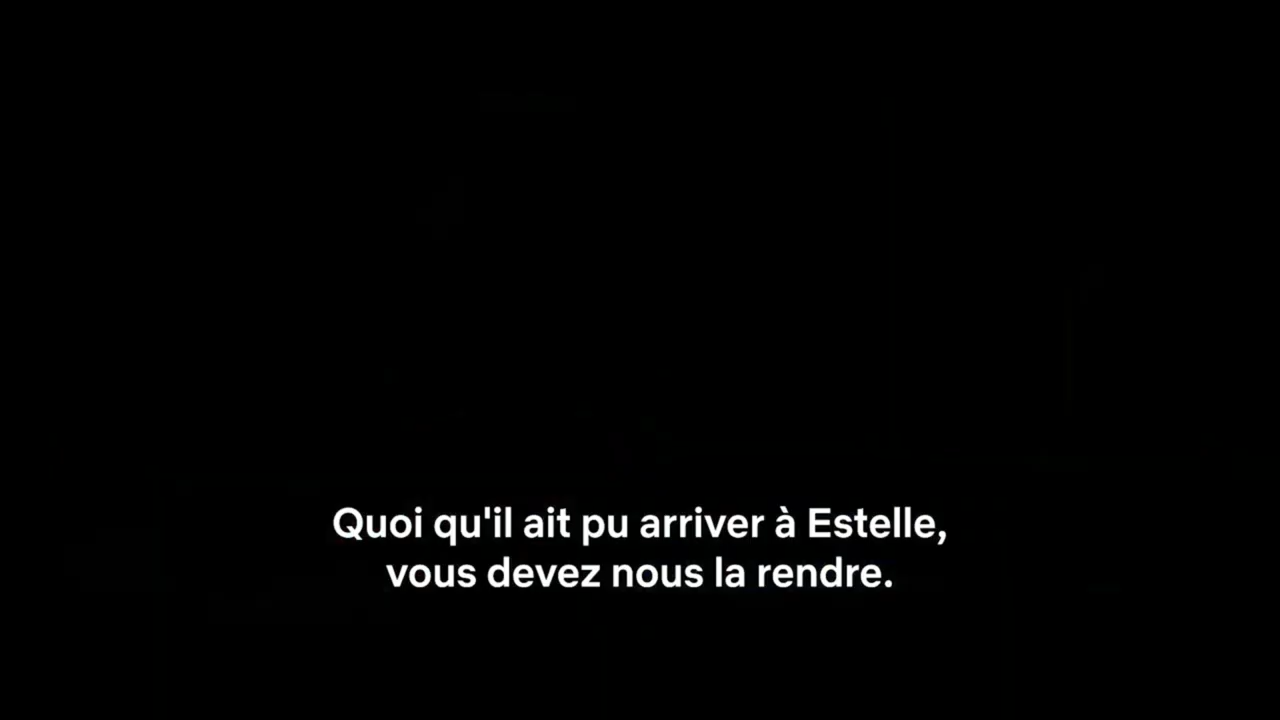 Quoi qu'il ait pu arriver à Estelle,
vous devez nous la rendre.